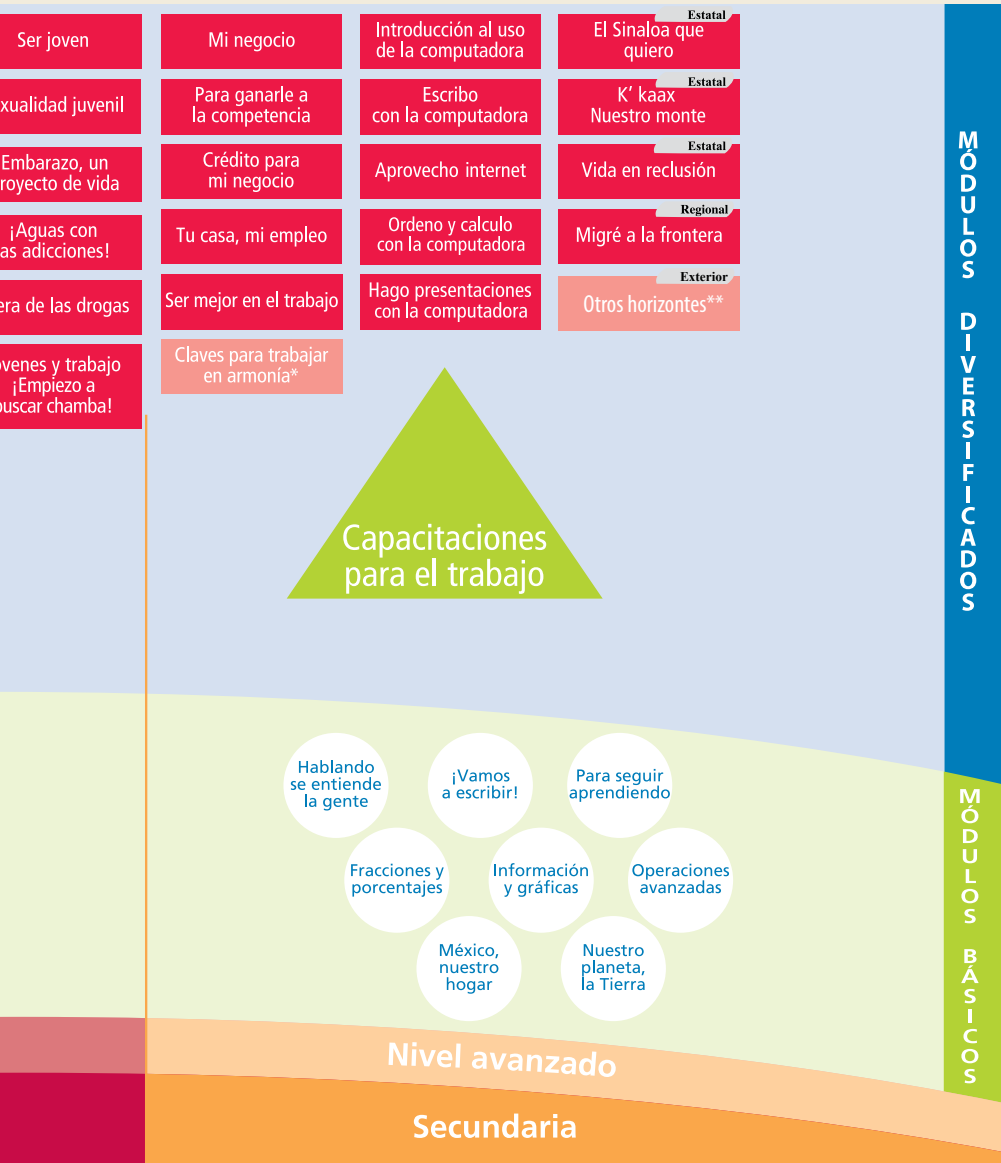 Ser joven
xualidad juvenil
Embarazo, un
royecto de vida
¡Aguas con
as adicciones!
era de las drogas
venes y trabajo
¡Empiezo a
buscar chamba!
Mi negocio
Para ganarle a
la competencia
Crédito para
mi negocio
Tu casa, mi empleo
Ser mejor en el trabajo
Claves para trabajar
en armonía*
Introducción al uso
de la computadora
Escribo
con la computadora
Aprovecho internet
Ordeno y calculo
con la computadora
Hago presentaciones
con la computadora
Estatal
El Sinaloa que
quiero
Estatal
K' kaax
Nuestro monte
Estatal
Vida en reclusión
Regional
Migré a la frontera
Exterior
Otros horizontes**
Capacitaciones
para el trabajo
MÓDULOS DIVERSIFICADOS
Hablando
se entiende
la gente
¡Vamos
a escribir!
Para seguir
aprendiendo
Fracciones y
porcentajes
Información
y gráficas
Operaciones
avanzadas
México,
nuestro
hogar
Nuestro
planeta,
la Tierra
MÓDULOS BÁSICOS
Nivel avanzado
Secundaria